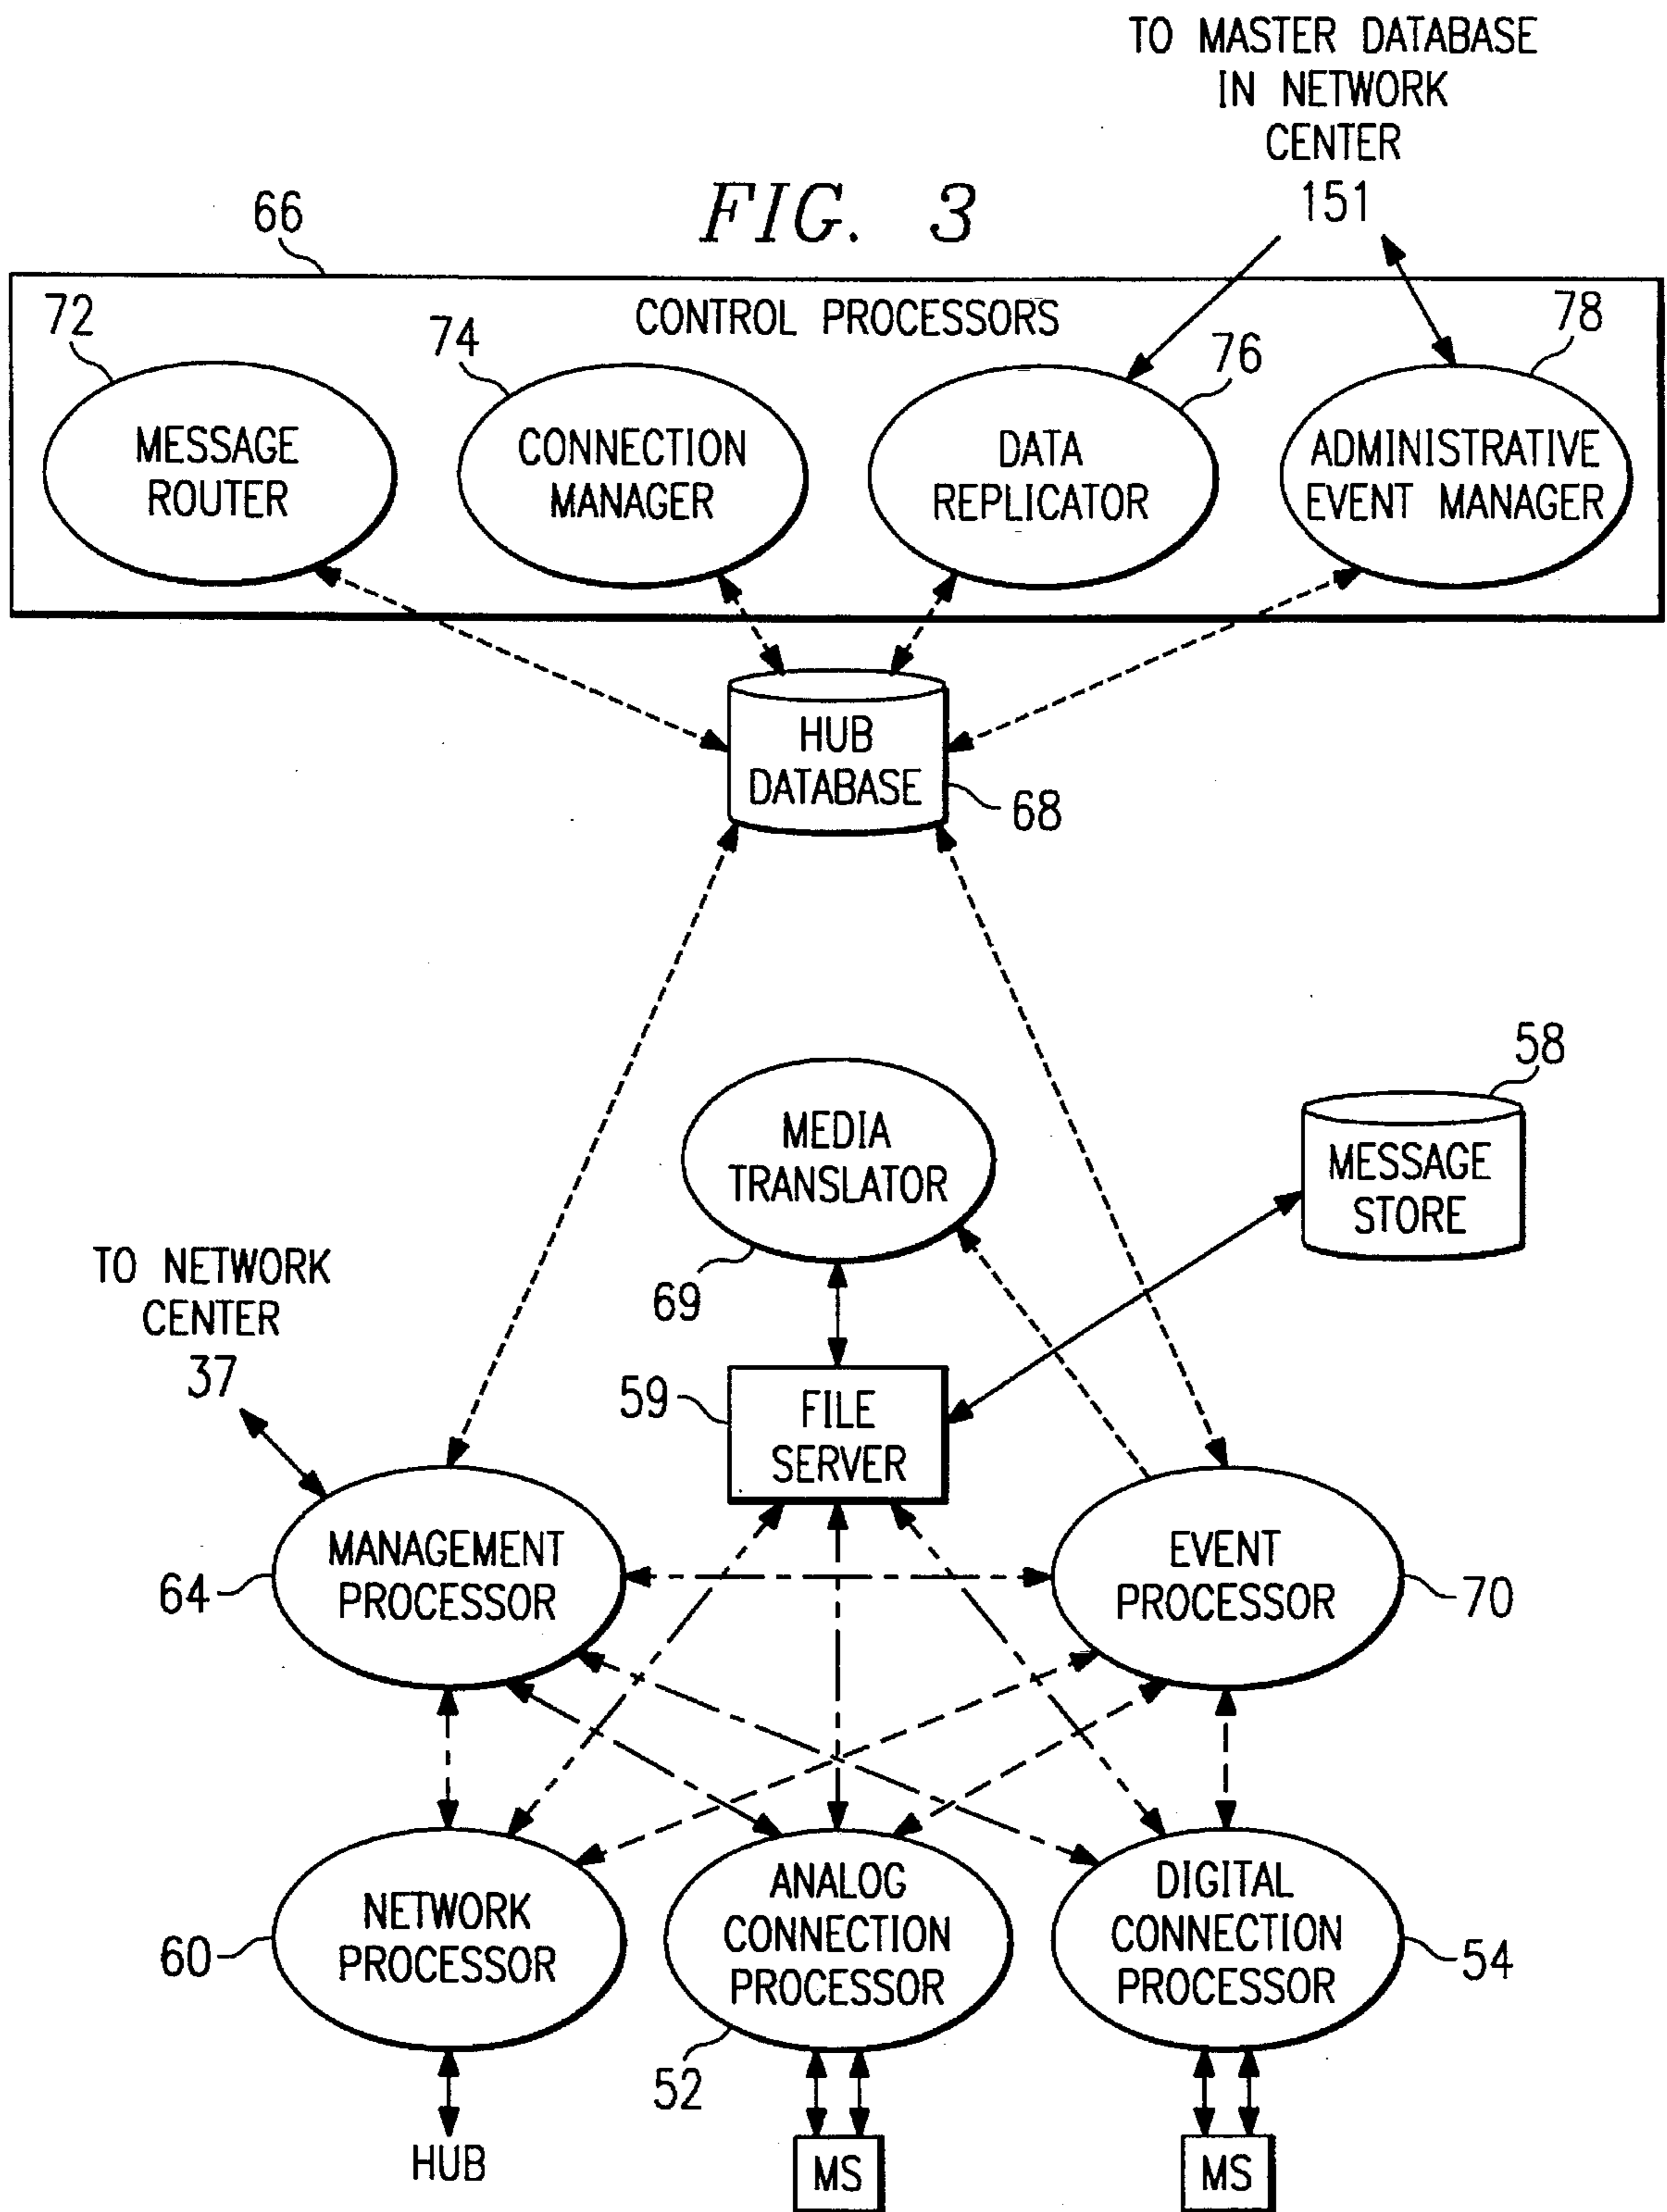 TO MASTER DATABASE
IN NETWORK
CENTER
151
FIG. 3
66
CONTROL PROCESSORS
72
74
76
78
MESSAGE
ROUTER
CONNECTION
MANAGER
DATA
REPLICATOR
ADMINISTRATIVE
EVENT MANAGER
HUB
DATABASE
68
MEDIA
TRANSLATOR
69
58
MESSAGE
STORE
TO NETWORK
CENTER
37
59
FILE
SERVER
MANAGEMENT
PROCESSOR
64
EVENT
PROCESSOR
70
NETWORK
PROCESSOR
60
ANALOG
CONNECTION
PROCESSOR
52
DIGITAL
CONNECTION
PROCESSOR
54
HUB
MS
MS